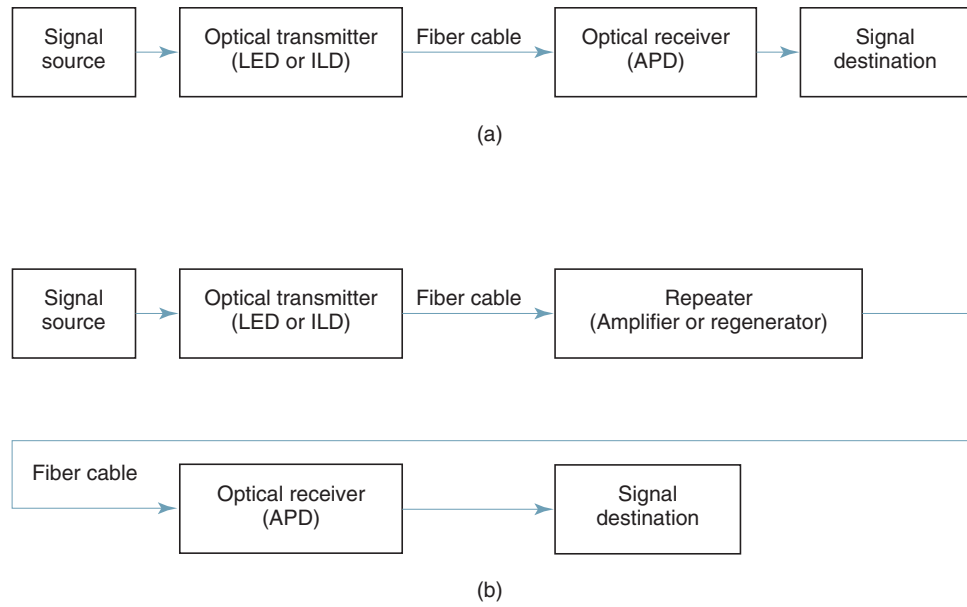 Signal
source
Optical transmitter
(LED or ILD)
Fiber cable
Optical receiver
(APD)
Signal
destination
(a)
Signal
source
Optical transmitter
(LED or ILD)
Fiber cable
Repeater
(Amplifier or regenerator)
Fiber cable
Optical receiver
(APD)
Signal
destination
(b)